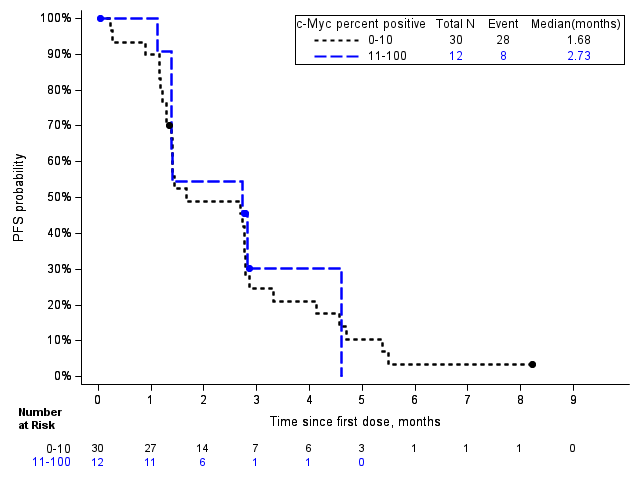 c-Myc percent positive Total N Event Median(months)
0-10 30 28 1.68
11-100 12 8 2.73
100%
90%
80%
70%
60%
50%
40%
30%
20%
10%
0%
PFS probability
0 1 2 3 4 5 6 7 8 9
Time since first dose, months
Number
at Risk
0-10 30 27 14 7 6 3 1 1 1 0
11-100 12 11 6 1 1 0